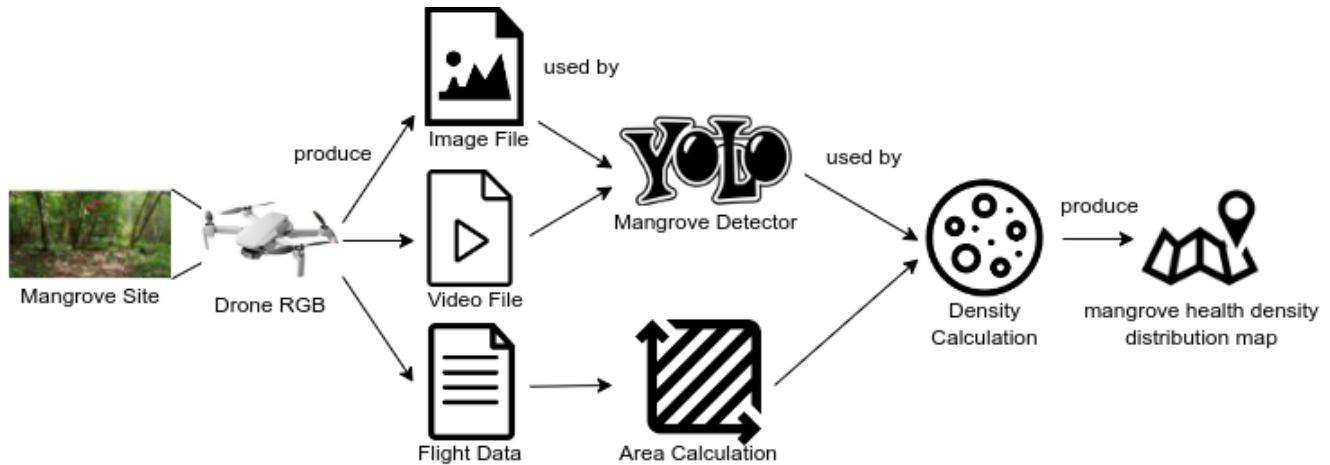 Image File
used by
produce
YOLO
Mangrove Detector
used by
Mangrove Site
Drone RGB
Video File
produce
Density
Calculation
mangrove health density
distribution map
Flight Data
Area Calculation